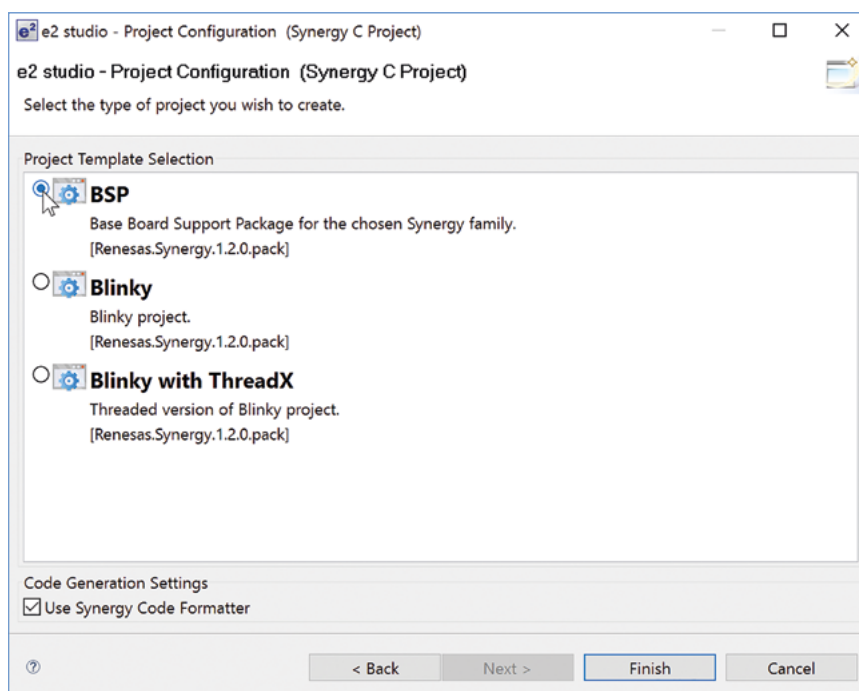 e² e2 studio - Project Configuration (Synergy C Project)
e2 studio - Project Configuration (Synergy C Project)
Select the type of project you wish to create.
Project Template Selection
BSP
Base Board Support Package for the chosen Synergy family.
[Renesas.Synergy.1.2.0.pack]
Blinky
Blinky project.
[Renesas.Synergy.1.2.0.pack]
Blinky with ThreadX
Threaded version of Blinky project.
[Renesas.Synergy.1.2.0.pack]
Code Generation Settings
Use Synergy Code Formatter
? < Back Next > Finish Cancel